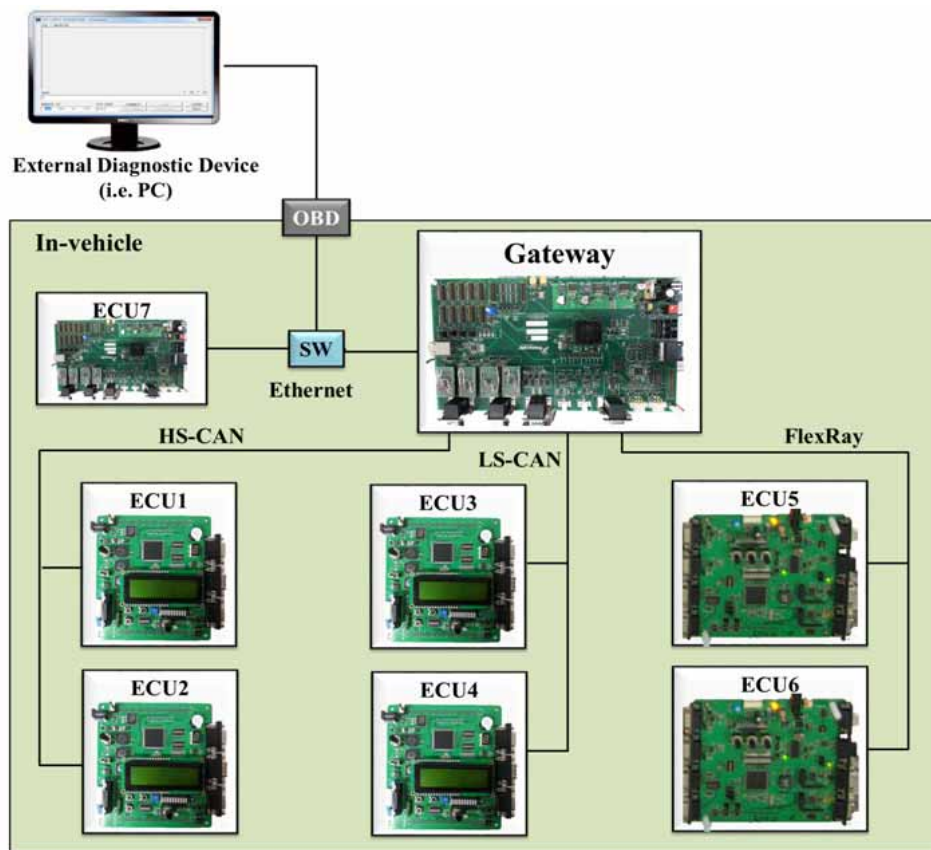 External Diagnostic Device
(i.e. PC)
OBD
In-vehicle
Gateway
ECU7
SW
Ethernet
HS-CAN
LS-CAN
FlexRay
ECU1
ECU3
ECU5
ECU2
ECU4
ECU6